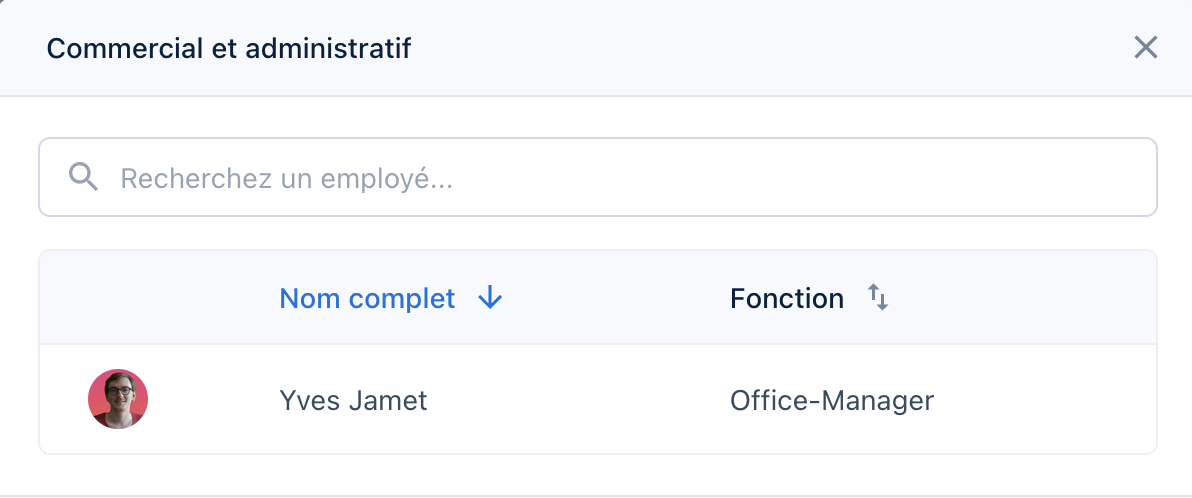 Commercial et administratif
Recherchez un employé...
Nom complet Fonction
Yves Jamet Office-Manager